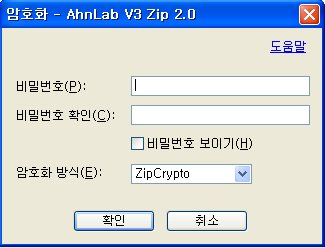 암호화 - AhnLab V3 Zip 2.0
도움말
비밀번호(P):
비밀번호 확인(C):
비밀번호 보이기(H)
암호화 방식(E): ZipCrypto
확인 취소